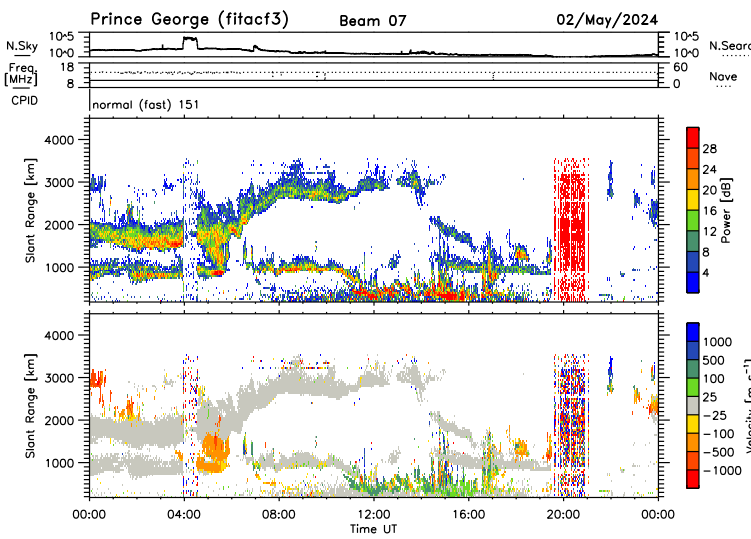 Prince George (fitacf3) Beam 07 02/May/2024
N.Sky 10^5 10^0 10^5 10^0 N.Sear
Freq [MHz] 18 8 60 0 Nave
CPID normal (fast) 151
Slant Range [km] 4000 3000 2000 1000
Power [dB] 28 24 20 16 12 8 4
Slant Range [km] 4000 3000 2000 1000
Velocity [m s^-1] 1000 500 100 25 -25 -100 -500 -1000
00:00 04:00 08:00 12:00 16:00 20:00 00:00
Time UT